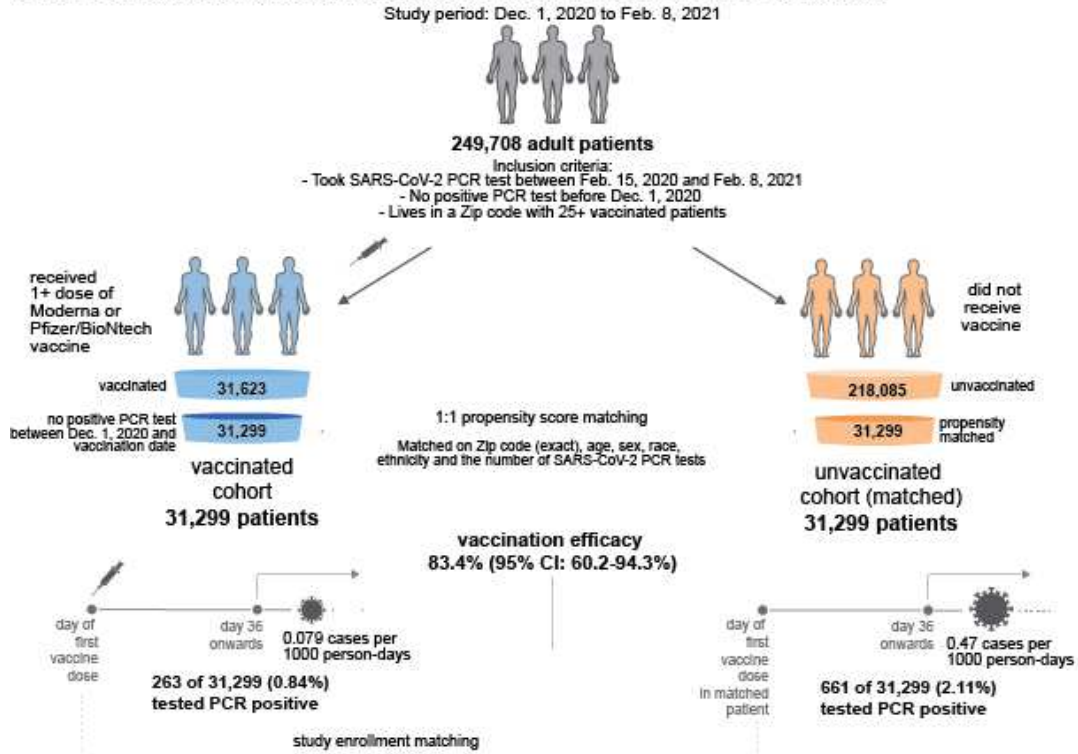 Study period: Dec. 1, 2020 to Feb. 8, 2021
249,708 adult patients
Inclusion criteria:
- Took SARS-CoV-2 PCR test between Feb. 15, 2020 and Feb. 8, 2021
- No positive PCR test before Dec. 1, 2020
- Lives in a Zip code with 25+ vaccinated patients
received
1+ dose of
Moderna or
Pfizer/BioNtech
vaccine
did not
receive
vaccine
vaccinated
31,623
218,085
unvaccinated
no positive PCR test
between Dec. 1, 2020 and
vaccination date
31,299
1:1 propensity score matching
Matched on Zip code (exact), age, sex, race,
ethnicity and the number of SARS-CoV-2 PCR tests
31,299
propensity
matched
vaccinated
cohort
31,299 patients
unvaccinated
cohort (matched)
31,299 patients
vaccination efficacy
83.4% (95% CI: 60.2-94.3%)
day of
first
vaccine
dose
day 36
onwards
0.079 cases per
1000 person-days
263 of 31,299 (0.84%)
tested PCR positive
day of
first
vaccine
dose
in matched
patient
day 36
onwards
0.47 cases per
1000 person-days
661 of 31,299 (2.11%)
tested PCR positive
study enrollment matching